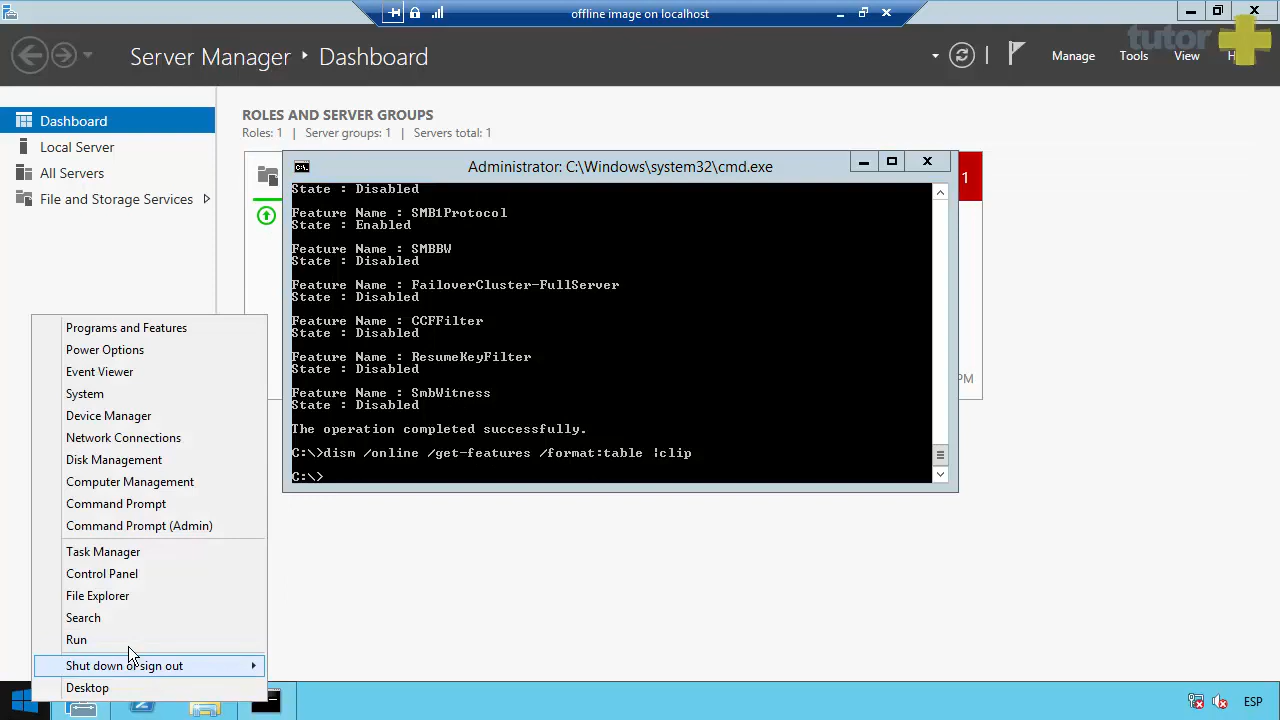 offline image on localhost
tutor
Server Manager ‣ Dashboard
Manage
Tools
View
Dashboard
Local Server
All Servers
File and Storage Services
ROLES AND SERVER GROUPS
Roles: 1 | Server groups: 1 | Servers total: 1
1
PM
Administrator: C:\Windows\system32\cmd.exe
State : Disabled
Feature Name : SMB1Protocol
State : Enabled
Feature Name : SMBBW
State : Disabled
Feature Name : FailoverCluster-FullServer
State : Disabled
Feature Name : CCFFilter
State : Disabled
Feature Name : ResumeKeyFilter
State : Disabled
Feature Name : SmbWitness
State : Disabled
The operation completed successfully.
C:\>dism /online /get-features /format:table |clip
C:\>
Programs and Features
Power Options
Event Viewer
System
Device Manager
Network Connections
Disk Management
Computer Management
Command Prompt
Command Prompt (Admin)
Task Manager
Control Panel
File Explorer
Search
Run
Shut down or sign out
Desktop
ESP